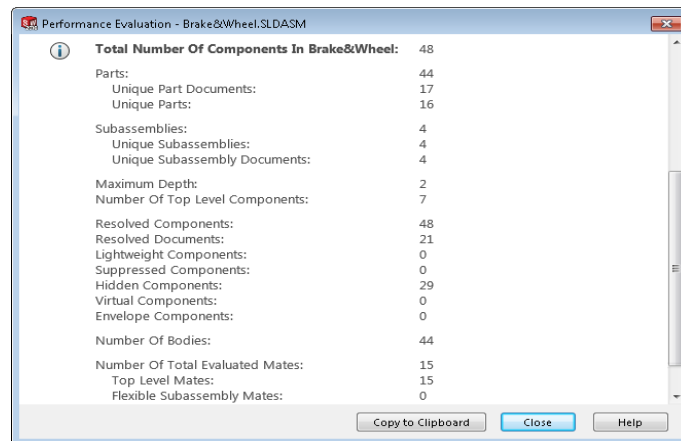 Performance Evaluation - Brake&Wheel.SLDASM
Total Number Of Components In Brake&Wheel: 48
Parts: 44
Unique Part Documents: 17
Unique Parts: 16
Subassemblies: 4
Unique Subassemblies: 4
Unique Subassembly Documents: 4
Maximum Depth: 2
Number Of Top Level Components: 7
Resolved Components: 48
Resolved Documents: 21
Lightweight Components: 0
Suppressed Components: 0
Hidden Components: 29
Virtual Components: 0
Envelope Components: 0
Number Of Bodies: 44
Number Of Total Evaluated Mates: 15
Top Level Mates: 15
Flexible Subassembly Mates: 0
Copy to Clipboard Close Help